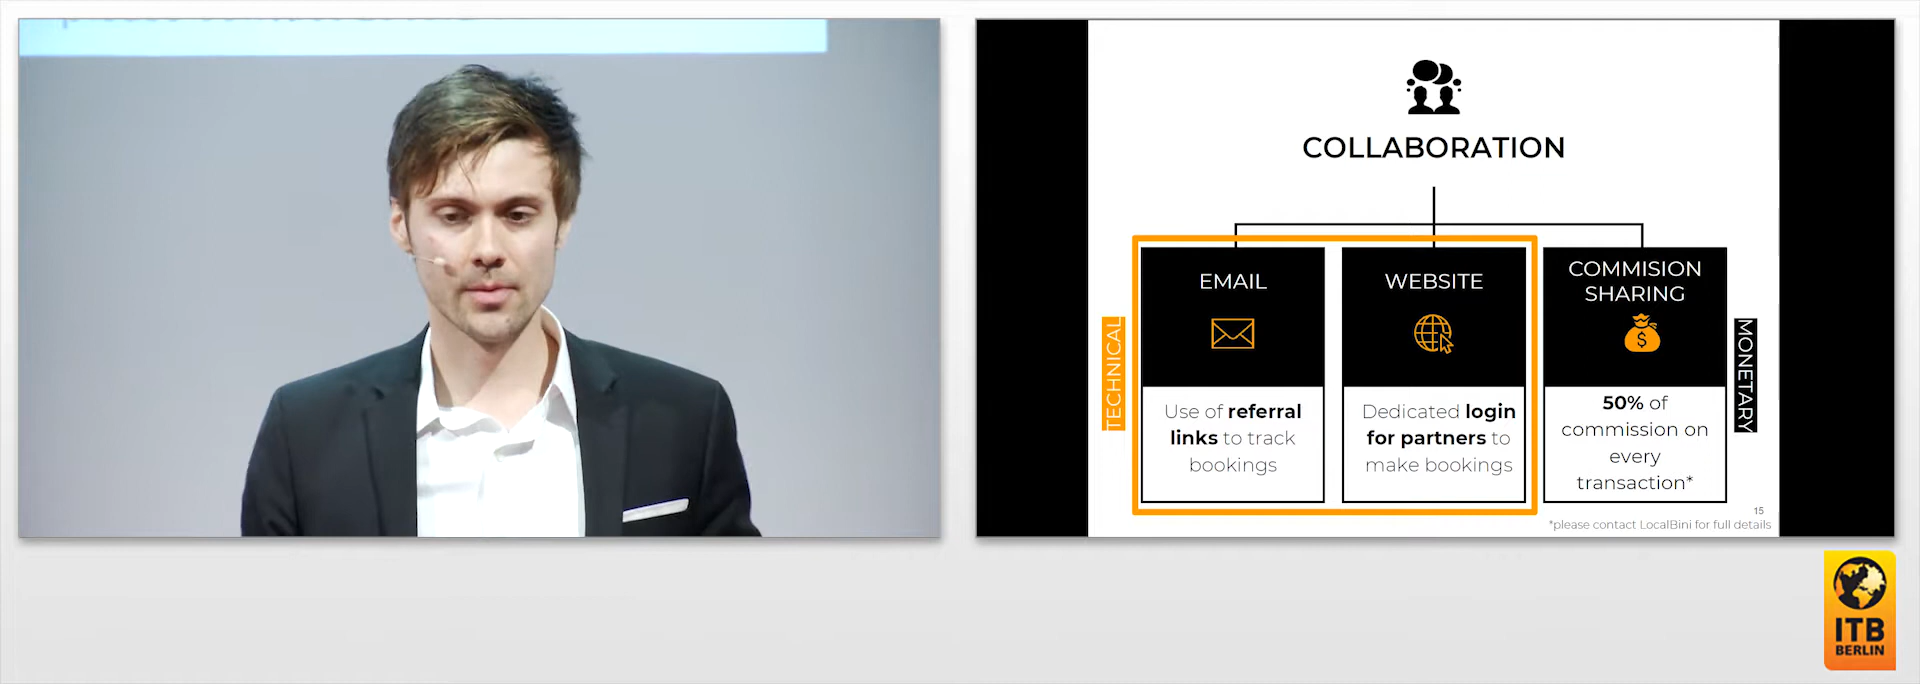 COLLABORATION
TECHNICAL
EMAIL
Use of referral
links to track
bookings
WEBSITE
Dedicated login
for partners to
make bookings
COMMISION
SHARING
50% of
commission on
every
transaction*
MONETARY
15
*please contact LocalBini for full details
ITB
BERLIN